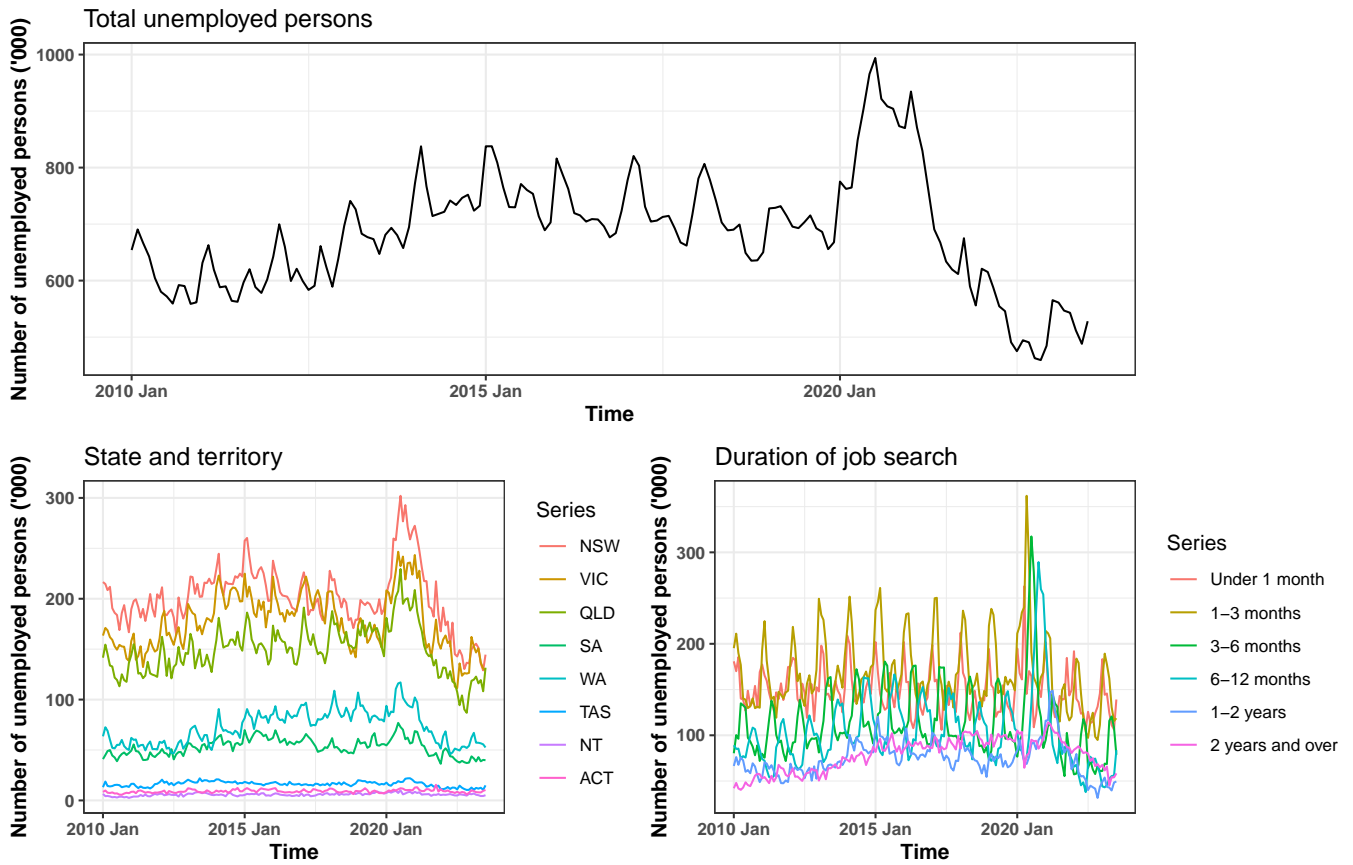 Total unemployed persons
Number of unemployed persons ('000)
1000
800
600
2010 Jan
2015 Jan
2020 Jan
Time
State and territory
Number of unemployed persons ('000)
300
200
100
0
2010 Jan
2015 Jan
2020 Jan
Time
Series
NSW
VIC
QLD
SA
WA
TAS
NT
ACT
Duration of job search
Number of unemployed persons ('000)
300
200
100
2010 Jan
2015 Jan
2020 Jan
Time
Series
Under 1 month
1−3 months
3−6 months
6−12 months
1−2 years
2 years and over